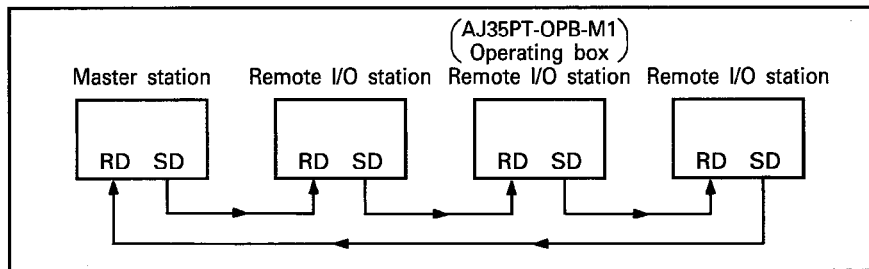 (AJ35PT-OPB-M1
Operating box)
Master station Remote I/O station Remote I/O station Remote I/O station
RD SD RD SD RD SD RD SD